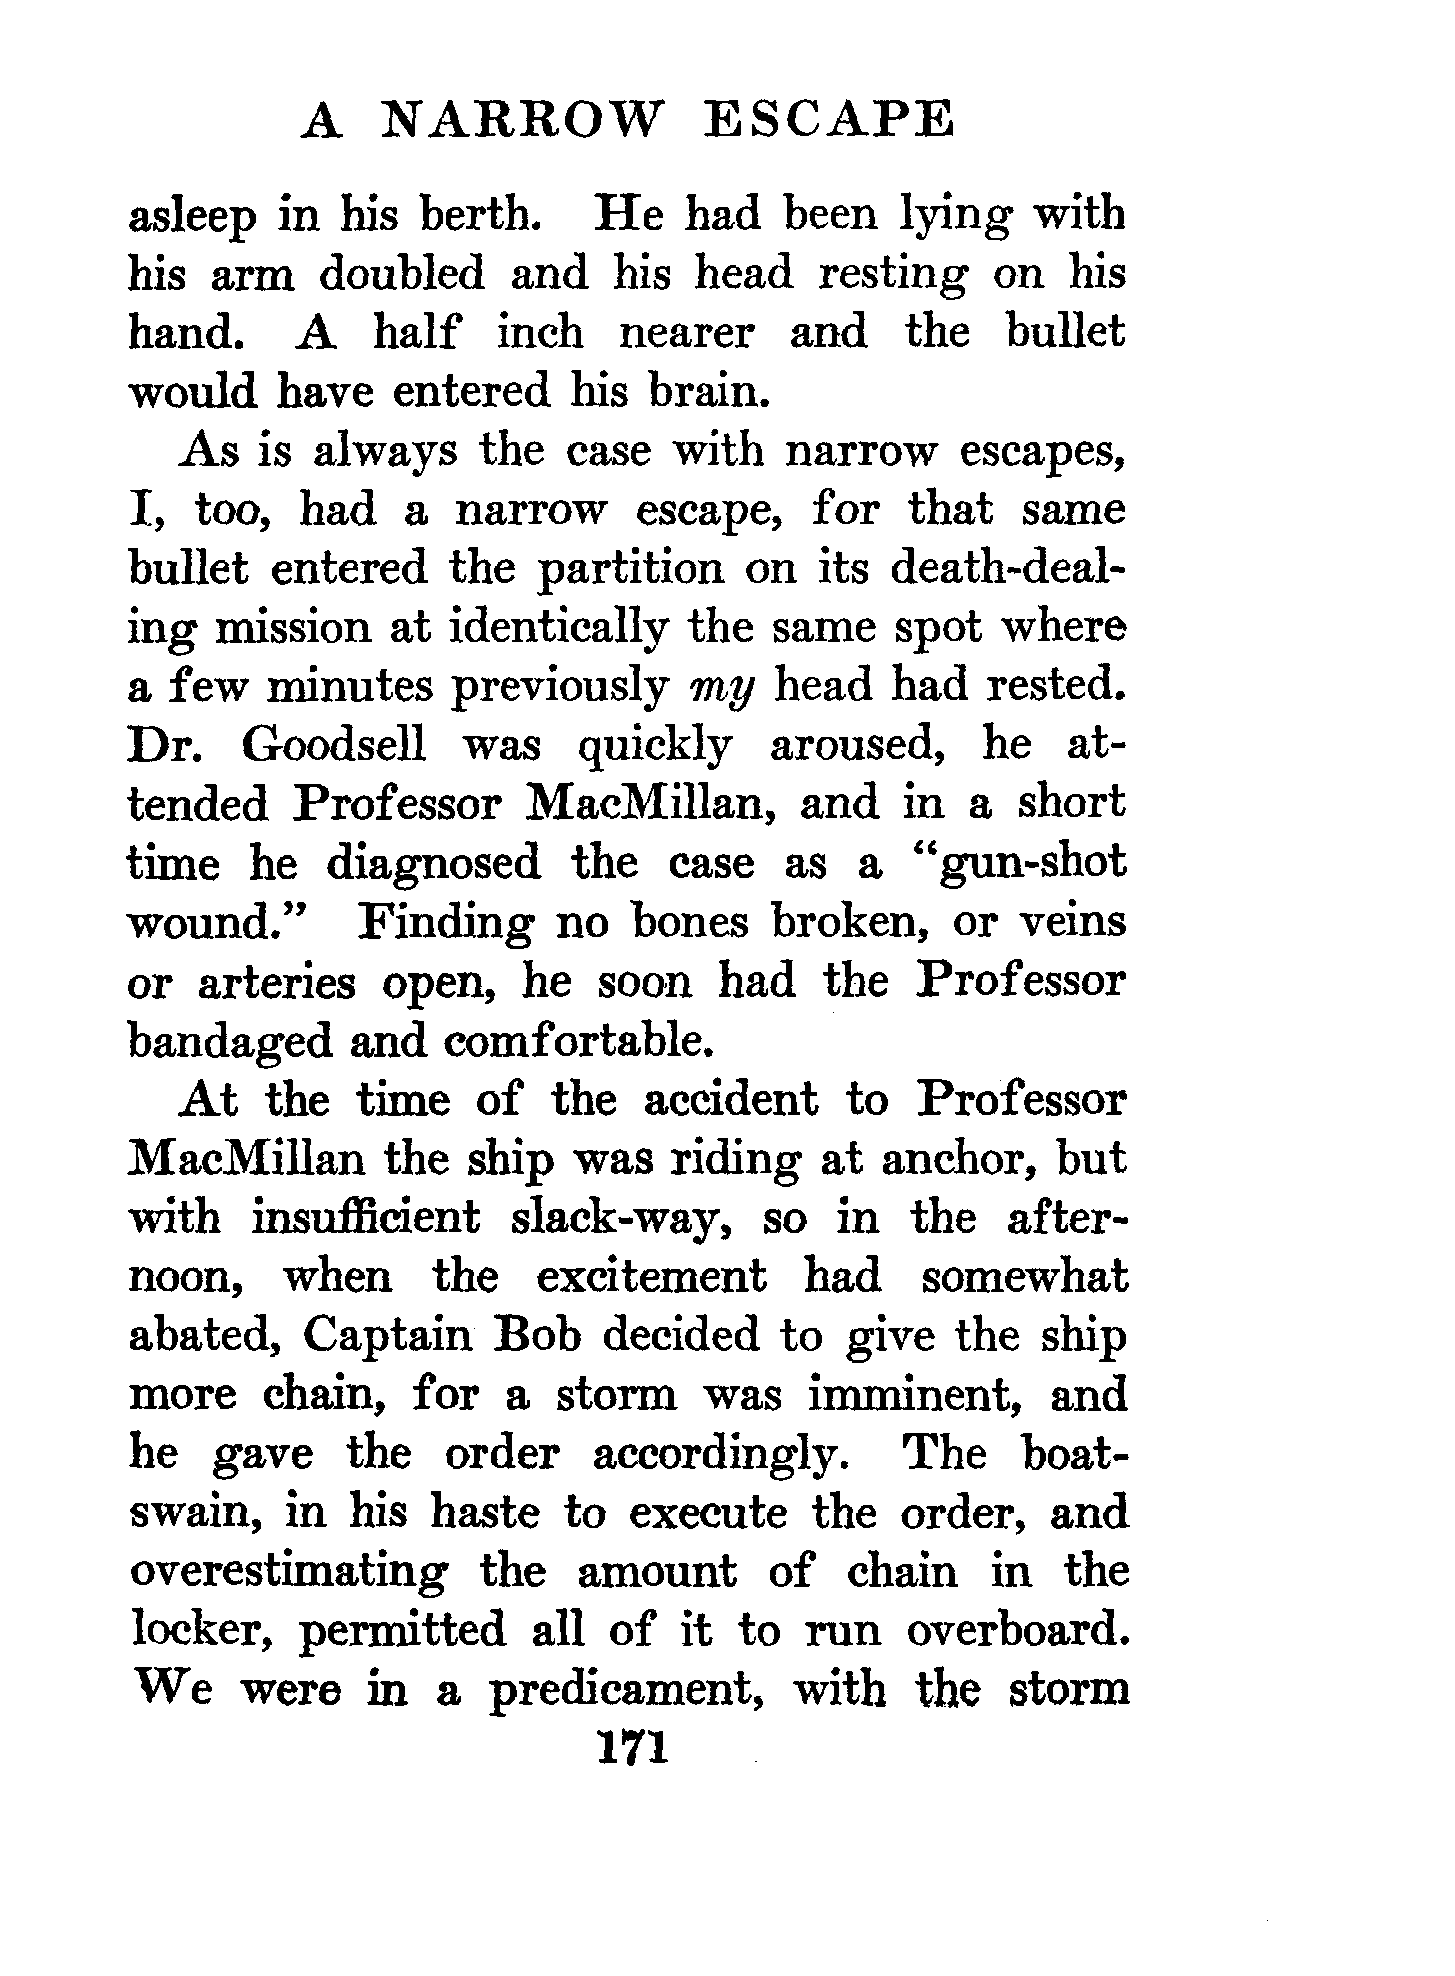 A NARROW ESCAPE
asleep in his berth. He had been lying with
his arm doubled and his head resting on his
hand. A half inch nearer and the bullet
would have entered his brain.
As is always the case with narrow escapes,
I, too, had a narrow escape, for that same
bullet entered the partition on its death-deal-
ing mission at identically the same spot where
a few minutes previously my head had rested.
Dr. Goodsell was quickly aroused, he at-
tended Professor MacMillan, and in a short
time he diagnosed the case as a “gun-shot
wound.” Finding no bones broken, or veins
or arteries open, he soon had the Professor
bandaged and comfortable.
At the time of the accident to Professor
MacMillan the ship was riding at anchor, but
with insufficient slack-way, so in the after-
noon, when the excitement had somewhat
abated, Captain Bob decided to give the ship
more chain, for a storm was imminent, and
he gave the order accordingly. The boat-
swain, in his haste to execute the order, and
overestimating the amount of chain in the
locker, permitted all of it to run overboard.
We were in a predicament, with the storm
171